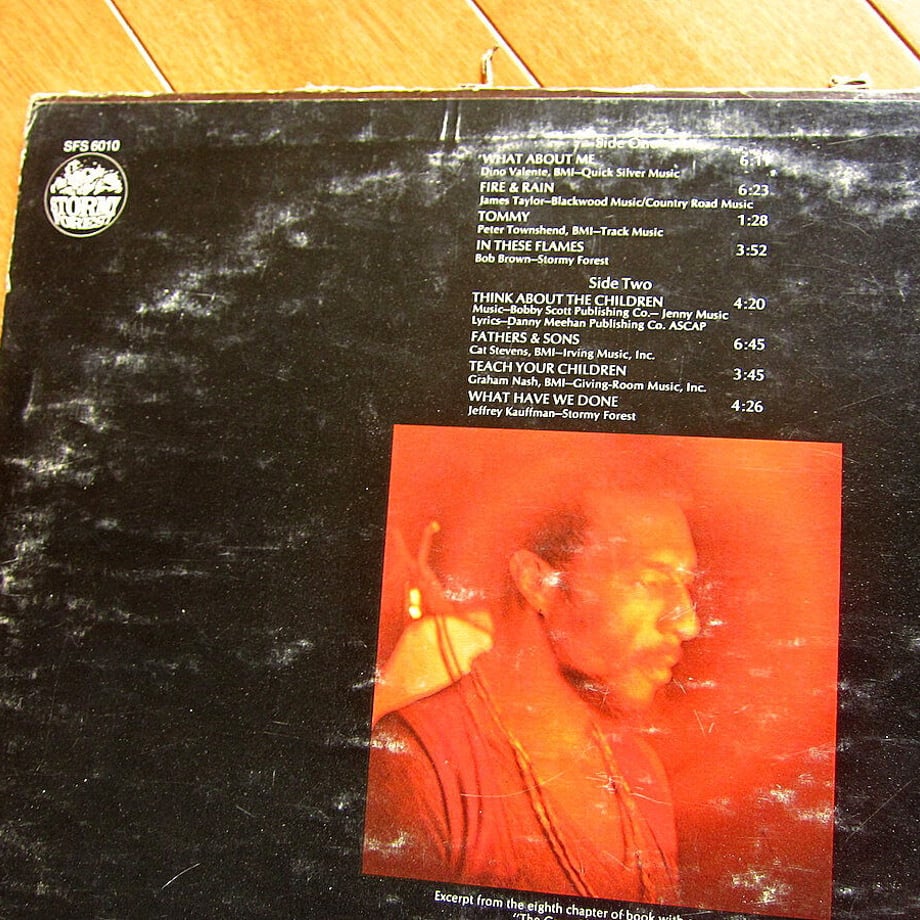 SFS 6010
STORMY
FOREST
Side One
WHAT ABOUT ME 6:11
Dino Valente, BMI—Quick Silver Music
FIRE & RAIN 6:23
James Taylor—Blackwood Music/Country Road Music
TOMMY 1:28
Peter Townshend, BMI—Track Music
IN THESE FLAMES 3:52
Bob Brown—Stormy Forest
Side Two
THINK ABOUT THE CHILDREN 4:20
Music—Bobby Scott Publishing Co.— Jenny Music
Lyrics—Danny Meehan Publishing Co. ASCAP
FATHERS & SONS 6:45
Cat Stevens, BMI—Irving Music, Inc.
TEACH YOUR CHILDREN 3:45
Graham Nash, BMI—Giving-Room Music, Inc.
WHAT HAVE WE DONE 4:26
Jeffrey Kauffman—Stormy Forest
Excerpt from the eighth chapter of book with
"The